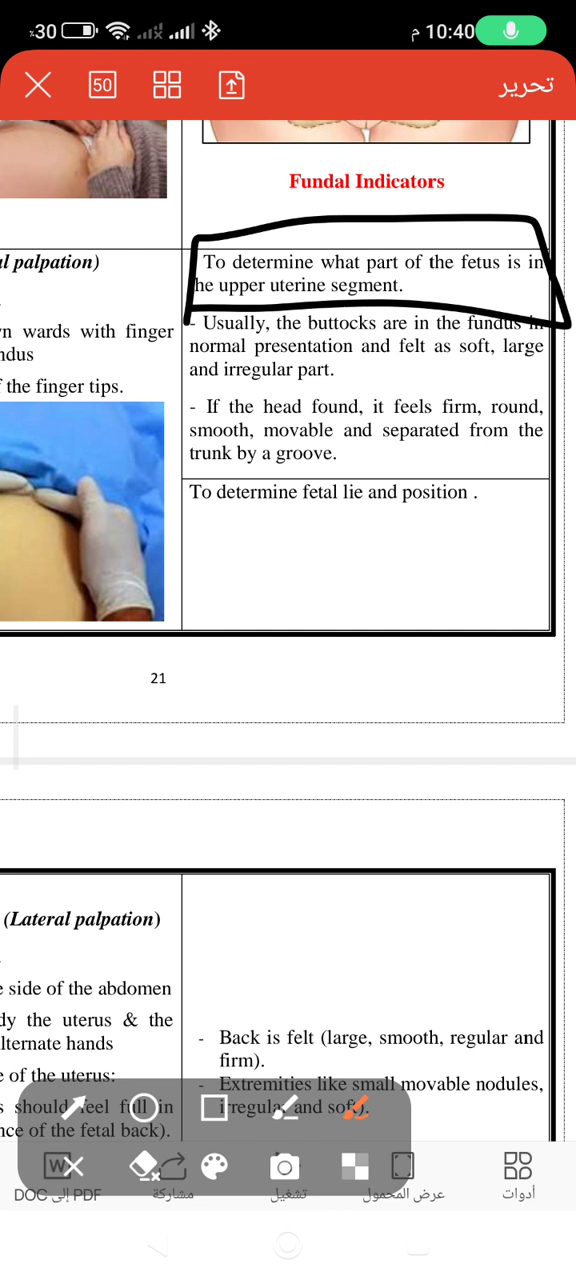 %30
10:40 م
50
تحرير
Fundal Indicators
l palpation)
To determine what part of the fetus is in
he upper uterine segment.
n wards with finger
ndus
f the finger tips.
- Usually, the buttocks are in the fundus in
normal presentation and felt as soft, large
and irregular part.
- If the head found, it feels firm, round,
smooth, movable and separated from the
trunk by a groove.
To determine fetal lie and position .
21
(Lateral palpation)
e side of the abdomen
dy the uterus & the
lternate hands
e of the uterus:
s should feel full in
nce of the fetal back).
- Back is felt (large, smooth, regular and
firm).
- Extremities like small movable nodules,
irregular and soft).
W
PDF إلى DOC
مشاركة
تشغيل
عرض المحمول
أدوات